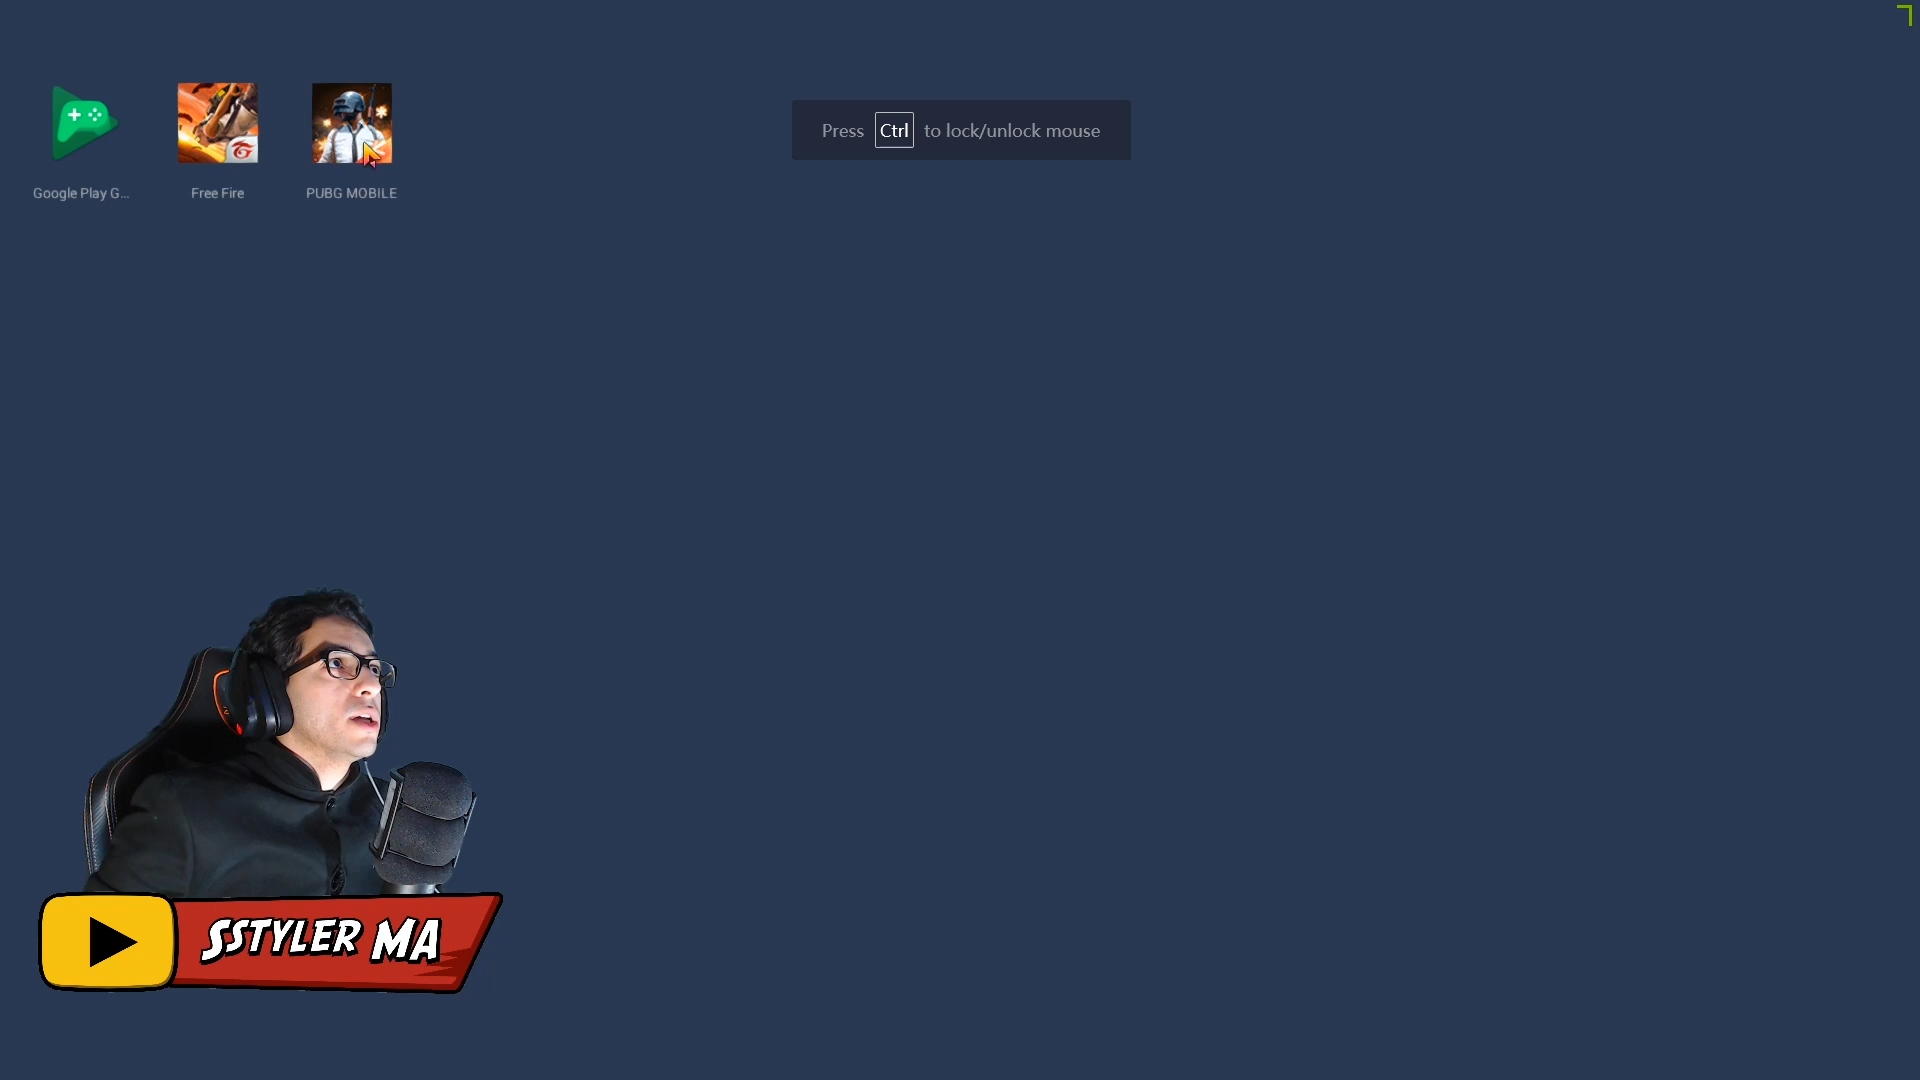 Press Ctrl to lock/unlock mouse
Google Play G...
Free Fire
PUBG MOBILE
SSTYLER MA